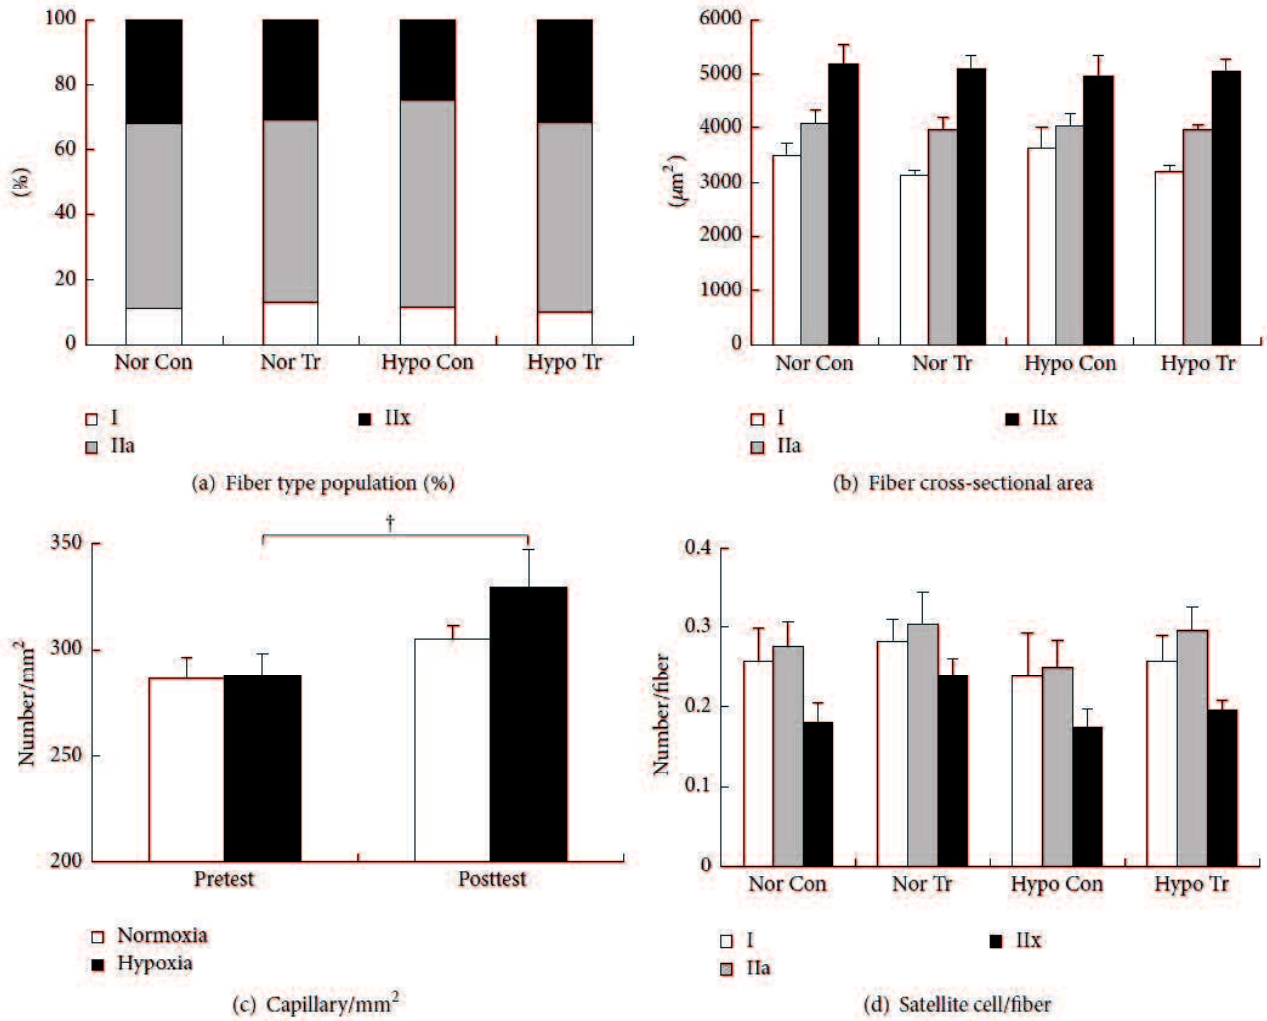 100
80
60
40
20
0
(%)
Nor Con Nor Tr Hypo Con Hypo Tr
I
IIa
IIx
(a) Fiber type population (%)
6000
5000
4000
3000
2000
1000
0
(μm²)
Nor Con Nor Tr Hypo Con Hypo Tr
I
IIa
IIx
(b) Fiber cross-sectional area
†
350
300
250
200
Number/mm²
Pretest Posttest
Normoxia
Hypoxia
(c) Capillary/mm²
0.4
0.3
0.2
0.1
0
Number/fiber
Nor Con Nor Tr Hypo Con Hypo Tr
I
IIa
IIx
(d) Satellite cell/fiber